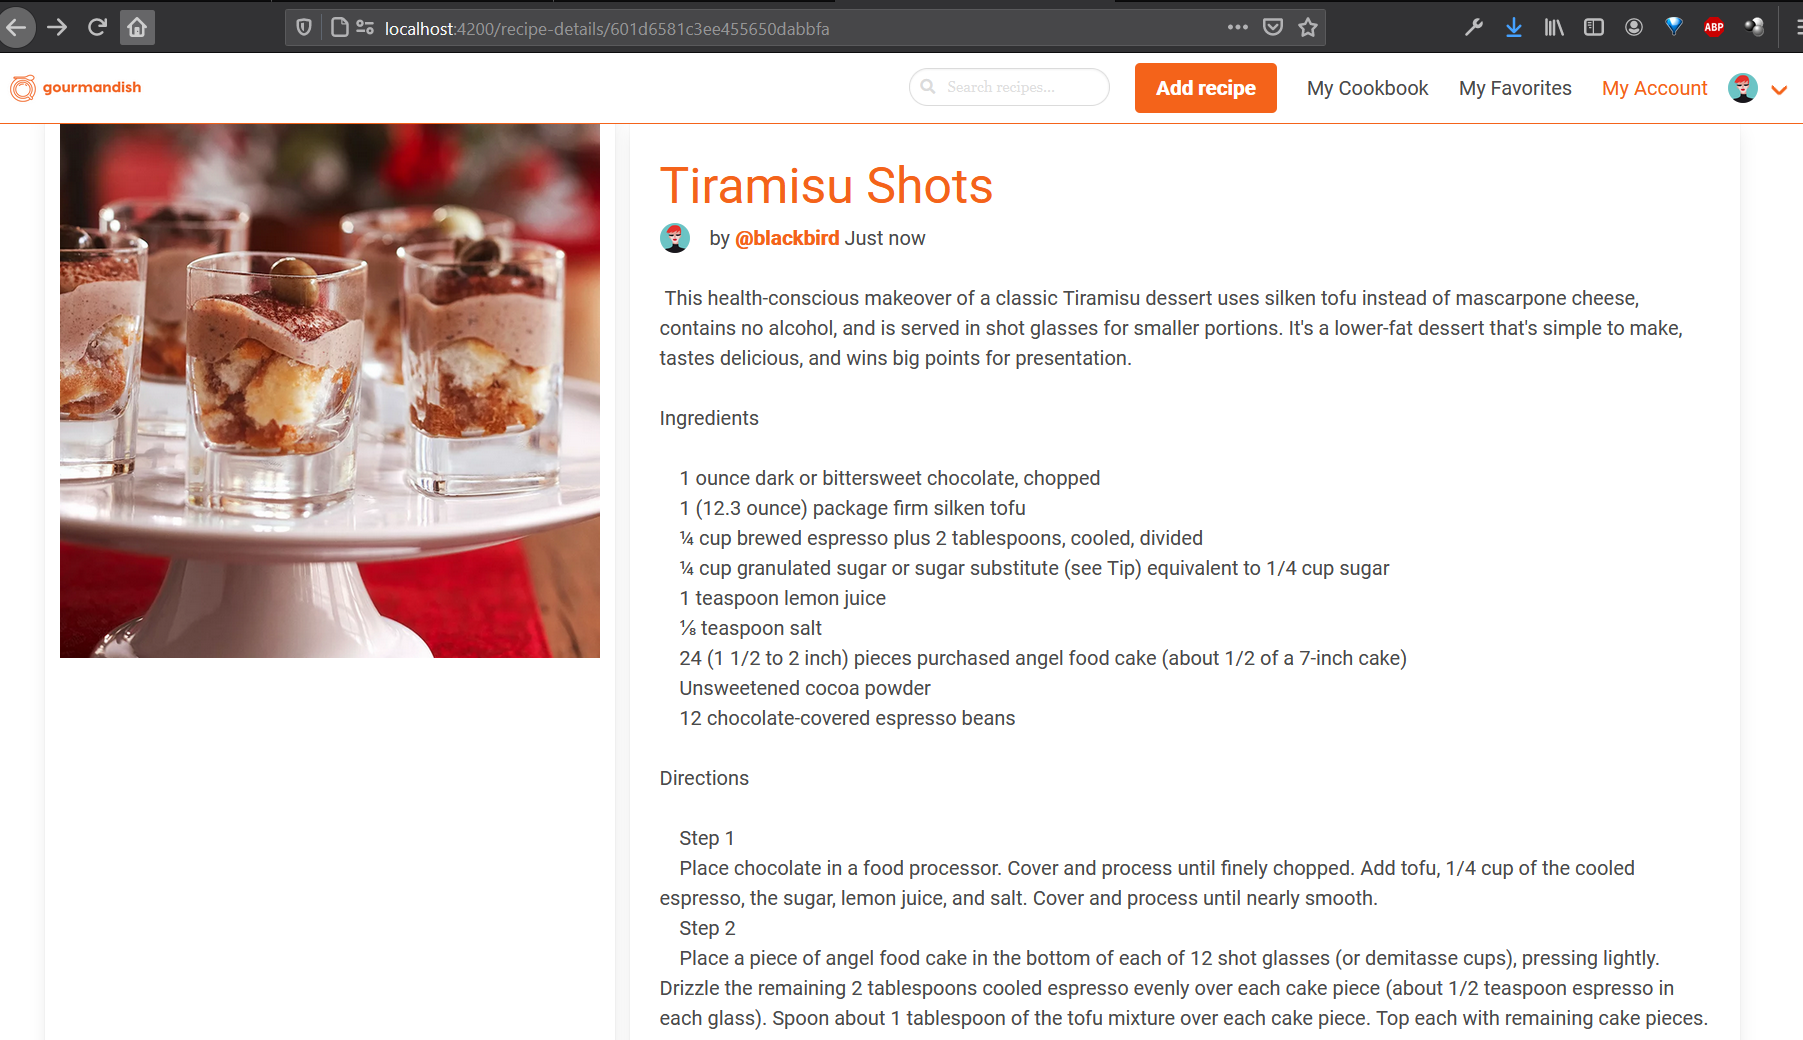 localhost:4200/recipe-details/601d6581c3ee455650dabbfa
ABP
gourmandish
Search recipes...
Add recipe
My Cookbook
My Favorites
My Account
Tiramisu Shots
by @blackbird Just now
This health-conscious makeover of a classic Tiramisu dessert uses silken tofu instead of mascarpone cheese,
contains no alcohol, and is served in shot glasses for smaller portions. It's a lower-fat dessert that's simple to make,
tastes delicious, and wins big points for presentation.
Ingredients
1 ounce dark or bittersweet chocolate, chopped
1 (12.3 ounce) package firm silken tofu
¼ cup brewed espresso plus 2 tablespoons, cooled, divided
¼ cup granulated sugar or sugar substitute (see Tip) equivalent to 1/4 cup sugar
1 teaspoon lemon juice
⅛ teaspoon salt
24 (1 1/2 to 2 inch) pieces purchased angel food cake (about 1/2 of a 7-inch cake)
Unsweetened cocoa powder
12 chocolate-covered espresso beans
Directions
Step 1
Place chocolate in a food processor. Cover and process until finely chopped. Add tofu, 1/4 cup of the cooled
espresso, the sugar, lemon juice, and salt. Cover and process until nearly smooth.
Step 2
Place a piece of angel food cake in the bottom of each of 12 shot glasses (or demitasse cups), pressing lightly.
Drizzle the remaining 2 tablespoons cooled espresso evenly over each cake piece (about 1/2 teaspoon espresso in
each glass). Spoon about 1 tablespoon of the tofu mixture over each cake piece. Top each with remaining cake pieces.